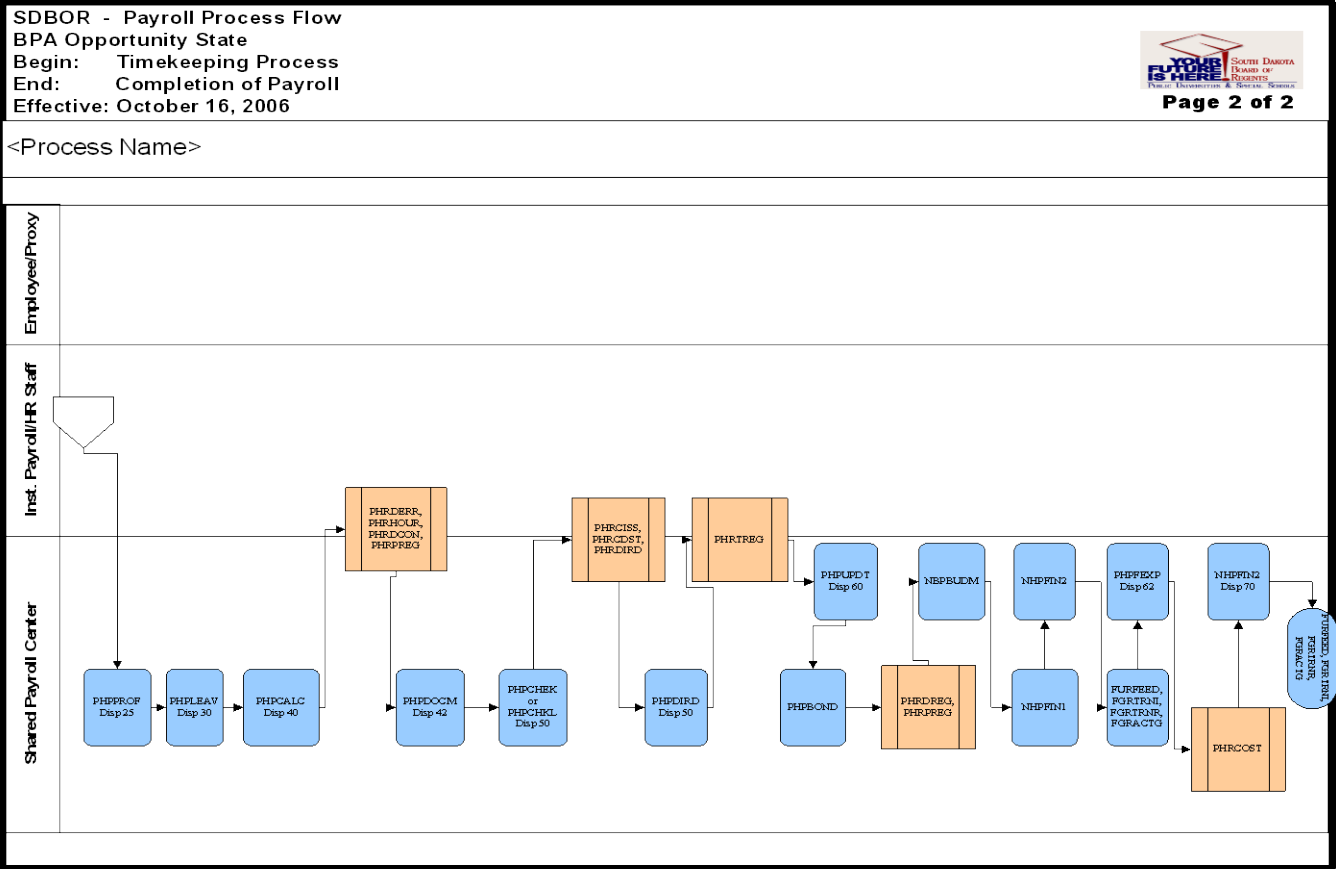 SDBOR - Payroll Process Flow
BPA Opportunity State
Begin: Timekeeping Process
End: Completion of Payroll
Effective: October 16, 2006
YOUR
FUTURE
IS HERE!
SOUTH DAKOTA
BOARD OF
REGENTS
PUBLIC UNIVERSITIES & SPECIAL SCHOOLS
Page 2 of 2
<Process Name>
Employee/Proxy
Inst. Payroll/HR Staff
Shared Payroll Center
PHPPROF
Disp 25
PHPLEAV
Disp 30
PHPCALC
Disp 40
PHRDERR,
PHRHOUR,
PHRDCON,
PHRPREG
PHPDOCM
Disp 42
PHPCHEK
or
PHPCHKL
Disp 50
PHRCISS,
PHRCDST,
PHRDIRD
PHPDIRD
Disp 50
PHRTREG
PHPUPDT
Disp 60
PHPBOND
PHRDREG,
PHRPREG
NBPBUDM
NHPFIN1
NHPFIN2
FURFEED,
FGRTRNI,
FGRTRNR,
FGRACTG
PHPFEXP
Disp 62
PHRCOST
NHPFIN2
Disp 70
FURFEED, FGRTRNI,
FGRTRNR,
FGRACTG